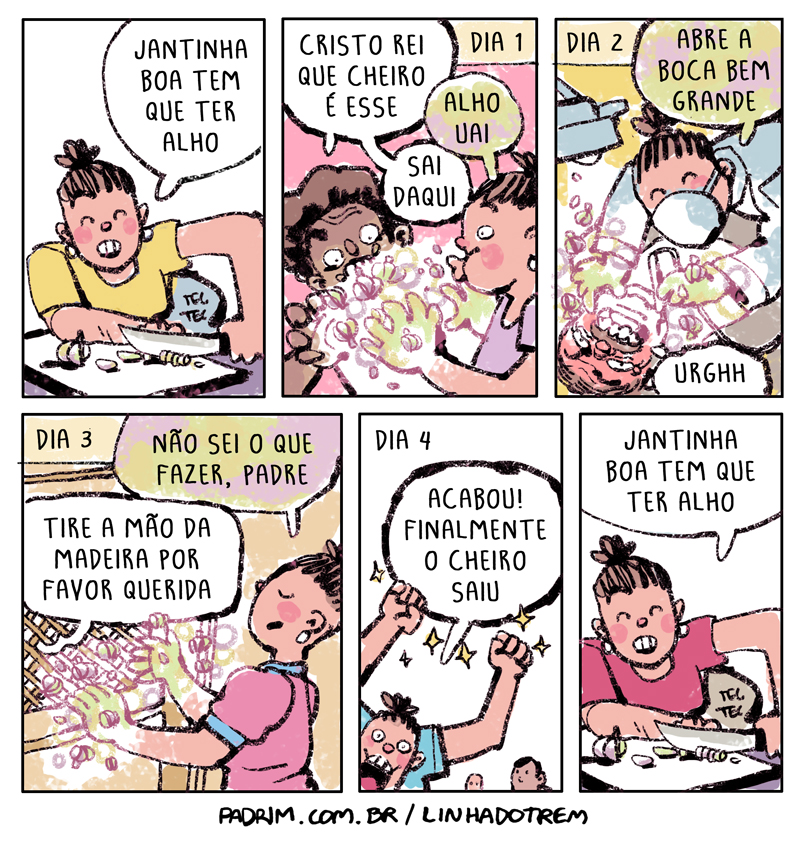 JANTINHA
BOA TEM
QUE TER
ALHO
TEC
TEC
CRISTO REI
QUE CHEIRO
É ESSE
DIA 1
ALHO
UAI
SAI
DAQUI
DIA 2
ABRE A
BOCA BEM
GRANDE
URGHH
DIA 3
NÃO SEI O QUE
FAZER, PADRE
TIRE A MÃO DA
MADEIRA POR
FAVOR QUERIDA
DIA 4
ACABOU!
FINALMENTE
O CHEIRO
SAIU
JANTINHA
BOA TEM QUE
TER ALHO
TEC
TEC
PADRIM.COM.BR / LINHADOTREM